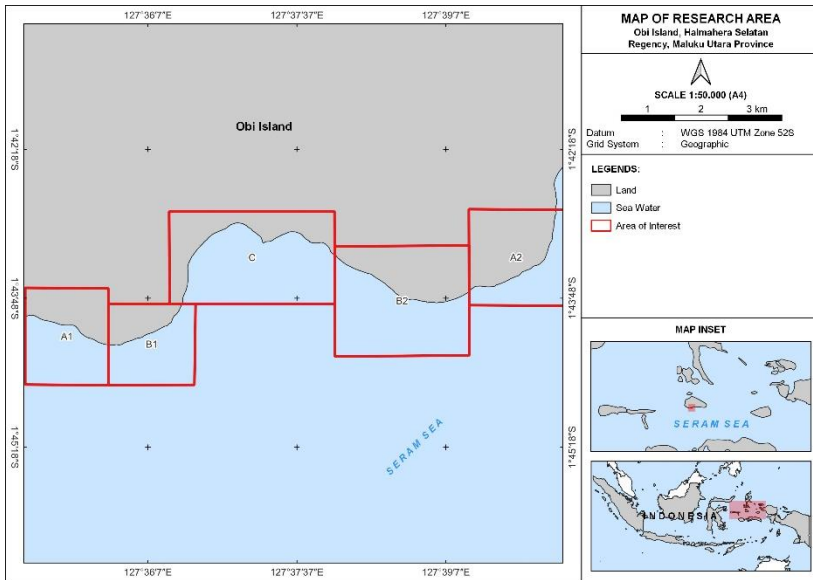 127°36'7"E 127°37'37"E 127°39'7"E
1°42'18"S
1°42'18"S
Obi Island
C
A2
1°43'48"S
1°43'48"S
B2
A1
B1
1°45'18"S
1°45'18"S
SERAM SEA
127°36'7"E 127°37'37"E 127°39'7"E
MAP OF RESEARCH AREA
Obi Island, Halmahera Selatan
Regency, Maluku Utara Province
SCALE 1:50.000 (A4)
1 2 3 km
Datum : WGS 1984 UTM Zone 52S
Grid System : Geographic
LEGENDS:
Land
Sea Water
Area of Interest
MAP INSET
SERAM SEA
INDONESIA